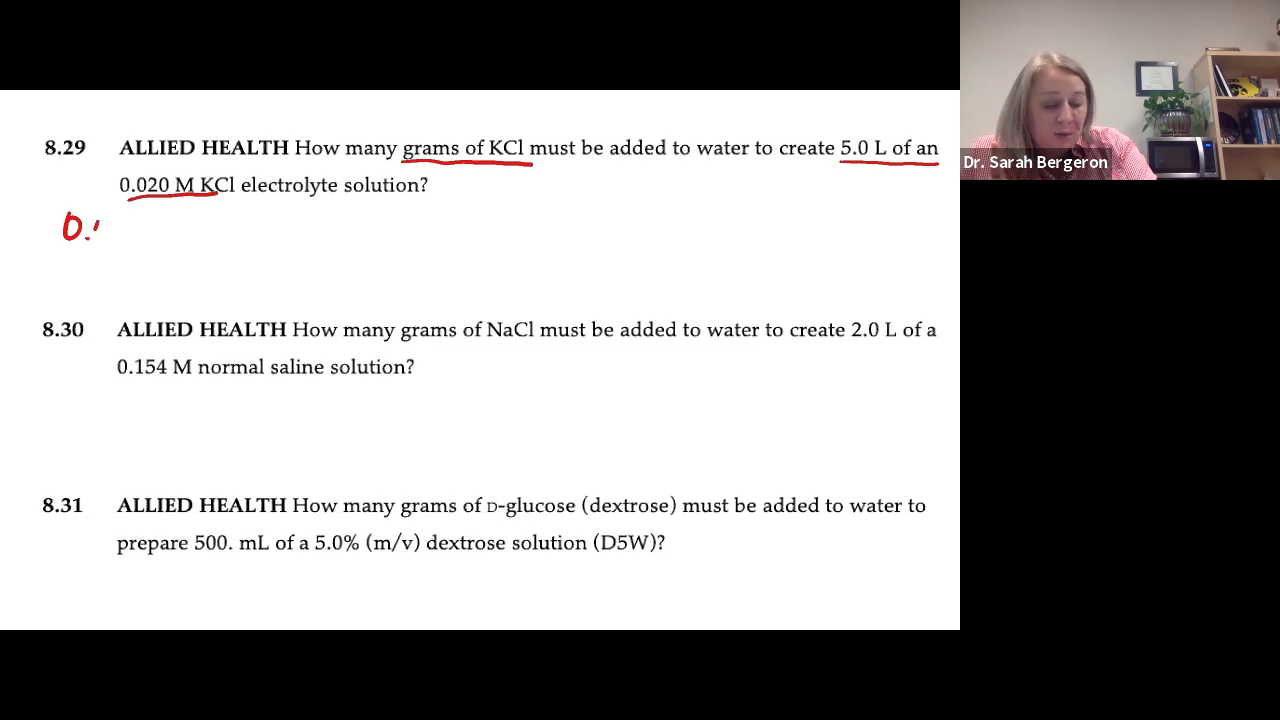 8.29 ALLIED HEALTH How many grams of KCl must be added to water to create 5.0 L of an
0.020 M KCl electrolyte solution?
0.
8.30 ALLIED HEALTH How many grams of NaCl must be added to water to create 2.0 L of a
0.154 M normal saline solution?
8.31 ALLIED HEALTH How many grams of D-glucose (dextrose) must be added to water to
prepare 500. mL of a 5.0% (m/v) dextrose solution (D5W)?
Dr. Sarah Bergeron